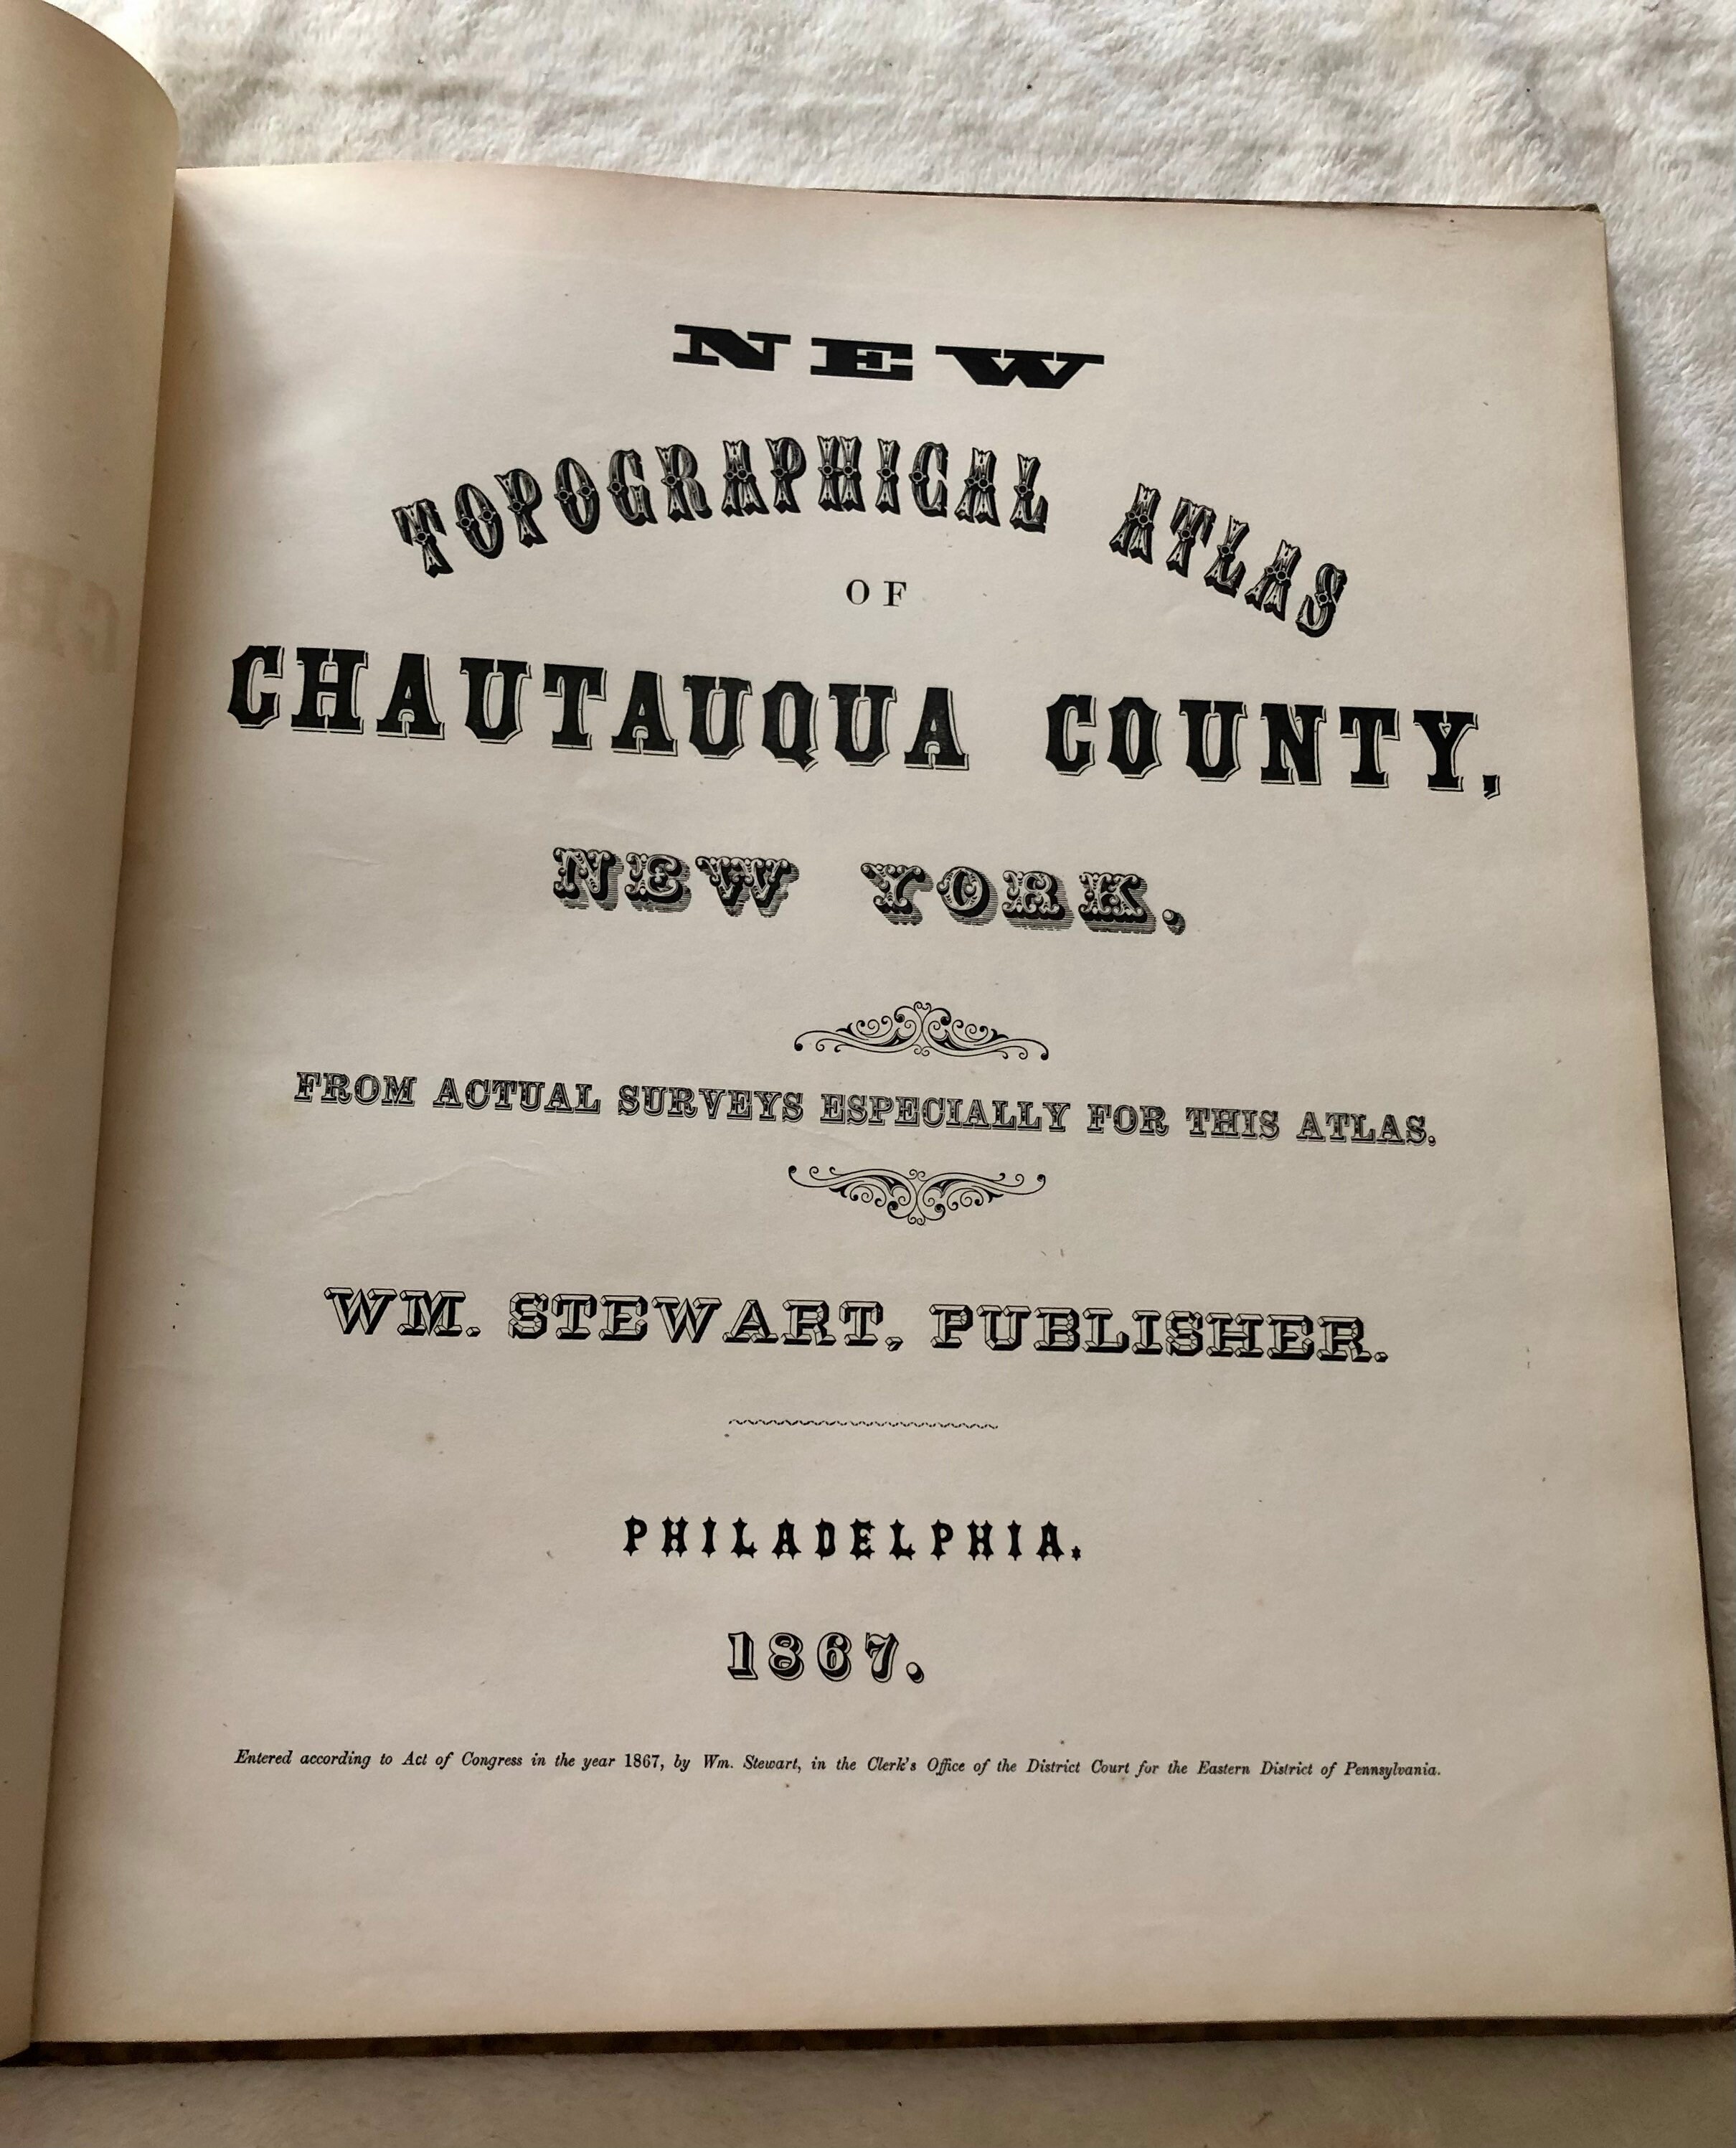 NEW
TOPOGRAPHICAL ATLAS
OF
CHAUTAUQUA COUNTY,
NEW YORK,
FROM ACTUAL SURVEYS ESPECIALLY FOR THIS ATLAS.
WM. STEWART, PUBLISHER.
PHILADELPHIA.
1867.
Entered according to Act of Congress in the year 1867, by Wm. Stewart, in the Clerk's Office of the District Court for the Eastern District of Pennsylvania.